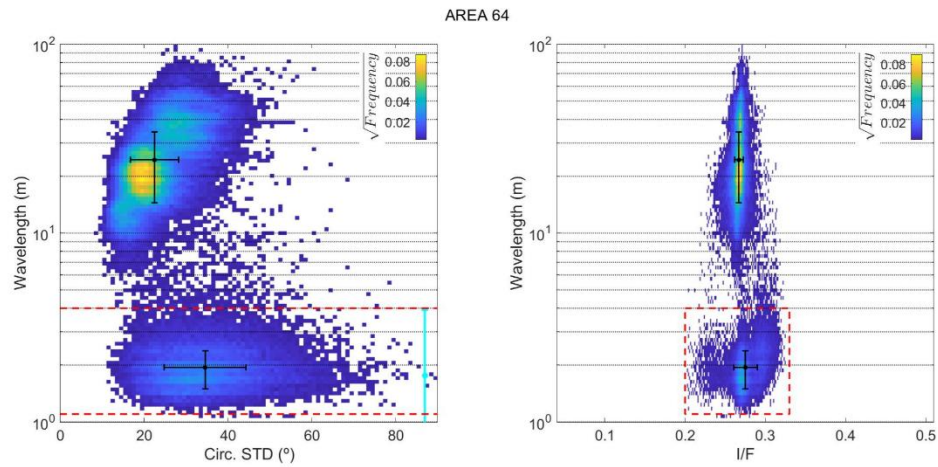 AREA 64
Wavelength (m)
10²
10¹
10⁰
0 20 40 60 80
Circ. STD (º)
√Frequency
0.08
0.06
0.04
0.02
Wavelength (m)
10²
10¹
10⁰
0.1 0.2 0.3 0.4 0.5
I/F
√Frequency
0.08
0.06
0.04
0.02